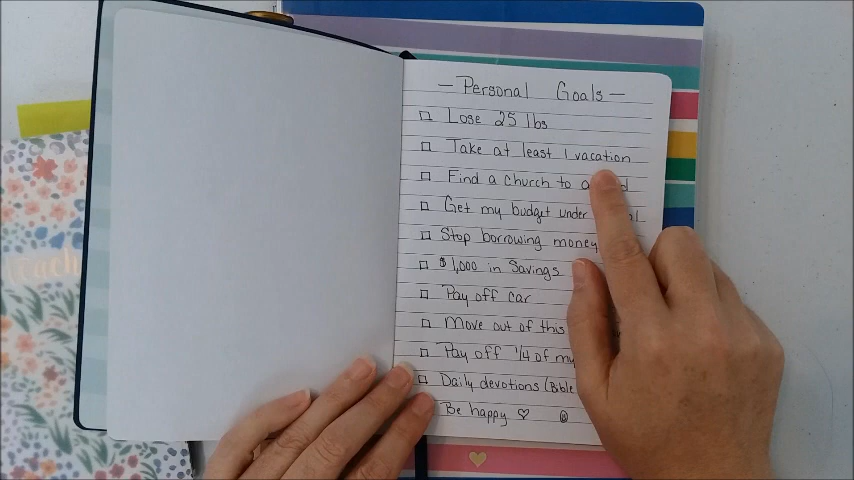 - Personal Goals -
Lose 25 lbs
Take at least 1 vacation
Find a Church to
Get my budget under
Stop borrowing money
$1,000 in Savings
Pay off car
Move out of this
Pay off 1/4 of my
Daily devotions (Bible
Be happy ♡